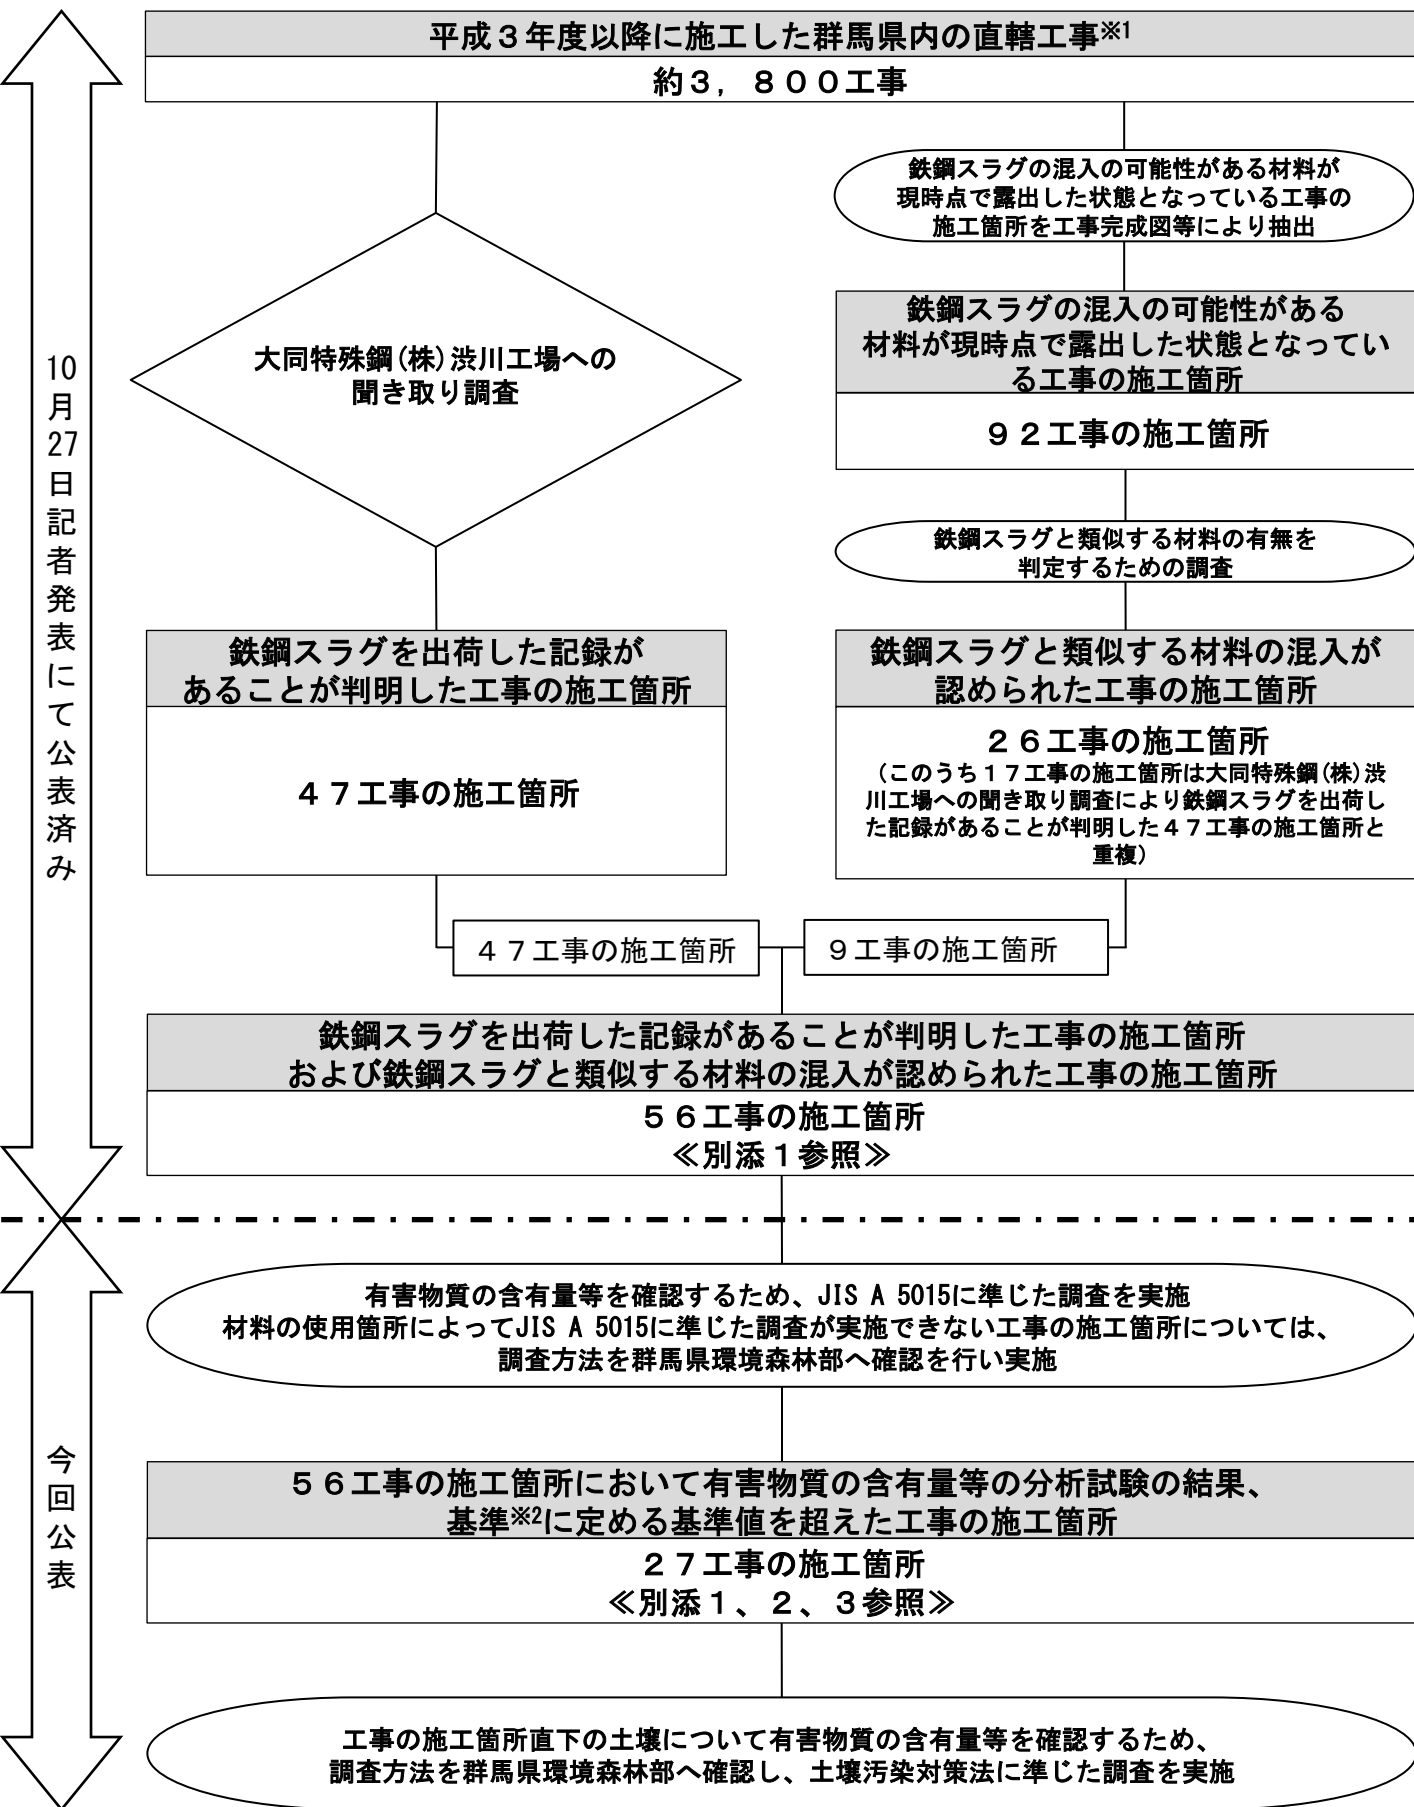 平成３年度以降に施工した群馬県内の直轄工事※1
約３，８００工事
鉄鋼スラグの混入の可能性がある材料が
現時点で露出した状態となっている工事の
施工箇所を工事完成図等により抽出
大同特殊鋼(株)渋川工場への
聞き取り調査
鉄鋼スラグの混入の可能性がある
材料が現時点で露出した状態となってい
る工事の施工箇所
９２工事の施工箇所
鉄鋼スラグと類似する材料の有無を
判定するための調査
鉄鋼スラグを出荷した記録が
あることが判明した工事の施工箇所
４７工事の施工箇所
鉄鋼スラグと類似する材料の混入が
認められた工事の施工箇所
２６工事の施工箇所
（このうち１７工事の施工箇所は大同特殊鋼(株)渋
川工場への聞き取り調査により鉄鋼スラグを出荷し
た記録があることが判明した４７工事の施工箇所と
重複）
４７工事の施工箇所
９工事の施工箇所
鉄鋼スラグを出荷した記録があることが判明した工事の施工箇所
および鉄鋼スラグと類似する材料の混入が認められた工事の施工箇所
５６工事の施工箇所
≪別添１参照≫
10月27日記者発表にて公表済み
有害物質の含有量等を確認するため、JIS A 5015に準じた調査を実施
材料の使用箇所によってJIS A 5015に準じた調査が実施できない工事の施工箇所については、
調査方法を群馬県環境森林部へ確認を行い実施
５６工事の施工箇所において有害物質の含有量等の分析試験の結果、
基準※2に定める基準値を超えた工事の施工箇所
２７工事の施工箇所
≪別添１、２、３参照≫
工事の施工箇所直下の土壌について有害物質の含有量等を確認するため、
調査方法を群馬県環境森林部へ確認し、土壌汚染対策法に準じた調査を実施
今回公表